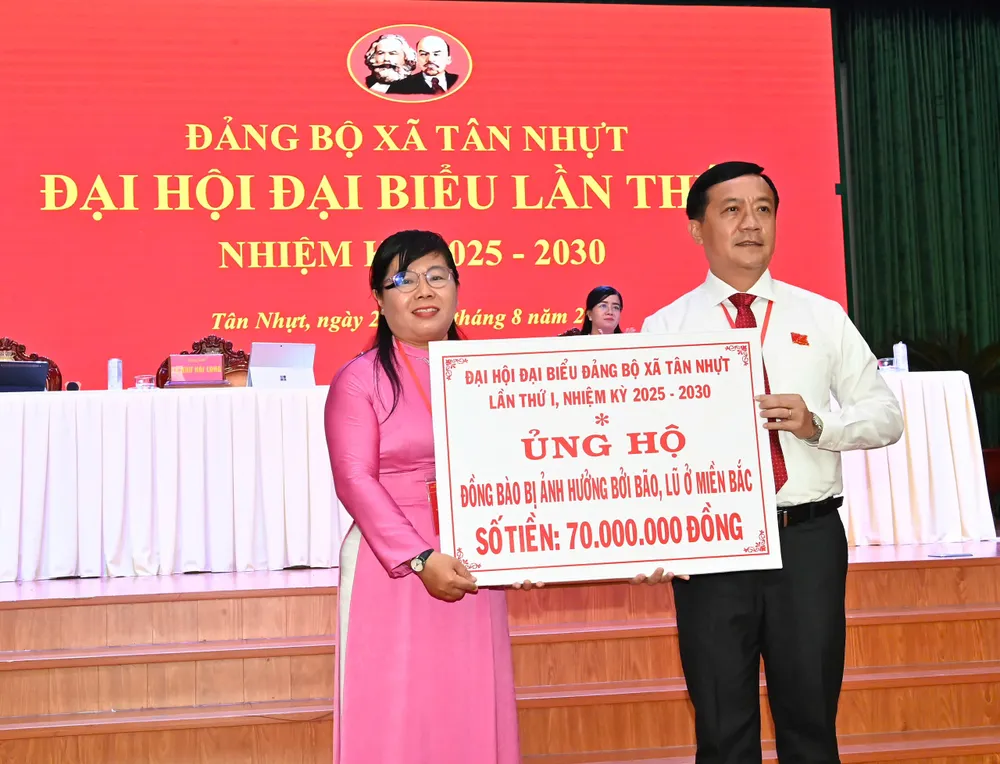 ĐẢNG BỘ XÃ TÂN NHỰT
ĐẠI HỘI ĐẠI BIỂU LẦN
NHIỆM 2025 - 2030
Tân Nhựt, ngày tháng 8 năm
ĐẠI HỘI ĐẠI BIỂU ĐẢNG BỘ XÃ TÂN NHỰT
LẦN THỨ I, NHIỆM KỲ 2025 - 2030
*
ỦNG HỘ
ĐỒNG BÀO BỊ ẢNH HƯỞNG BỞI BÃO, LŨ Ở MIỀN BẮC
SỐ TIỀN: 70.000.000 ĐỒNG